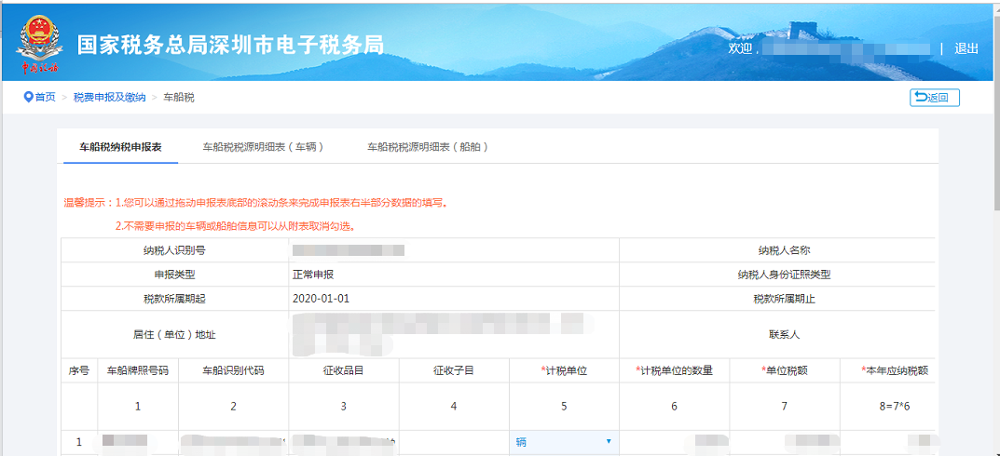 国家税务总局深圳市电子税务局
欢迎， | 退出
首页 > 税费申报及缴纳 > 车船税 返回
车船税纳税申报表 车船税税源明细表（车辆） 车船税税源明细表（船舶）
温馨提示：1.您可以通过拖动申报表底部的滚动条来完成申报表右半部分数据的填写。
2.不需要申报的车辆或船舶信息可以从附表取消勾选。
纳税人识别号 纳税人名称
申报类型 正常申报 纳税人身份证照类型
税款所属期起 2020-01-01 税款所属期止
居住（单位）地址 联系人
序号 车船牌照号码 车船识别代码 征收品目 征收子目 *计税单位 *计税单位的数量 *单位税额 *本年应纳税额
1 2 3 4 5 6 7 8=7*6
1 辆